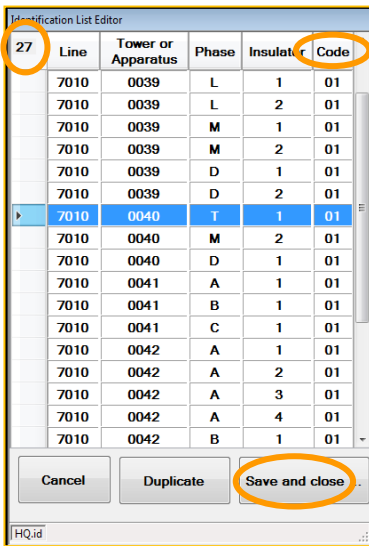 Identification List Editor
27 Line Tower or Apparatus Phase Insulator Code
7010 0039 L 1 01
7010 0039 L 2 01
7010 0039 M 1 01
7010 0039 M 2 01
7010 0039 D 1 01
7010 0039 D 2 01
7010 0040 T 1 01
7010 0040 M 2 01
7010 0040 D 1 01
7010 0041 A 1 01
7010 0041 B 1 01
7010 0041 C 1 01
7010 0042 A 1 01
7010 0042 A 2 01
7010 0042 A 3 01
7010 0042 A 4 01
7010 0042 B 1 01
Cancel Duplicate Save and close ..
HQ.id